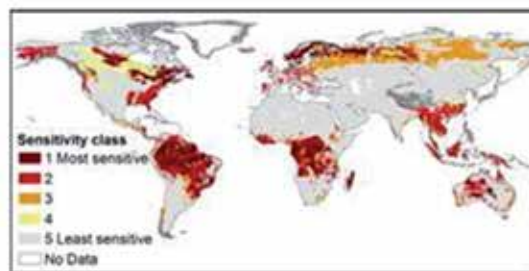 Sensitivity class
1 Most sensitive
2
3
4
5 Least sensitive
No Data